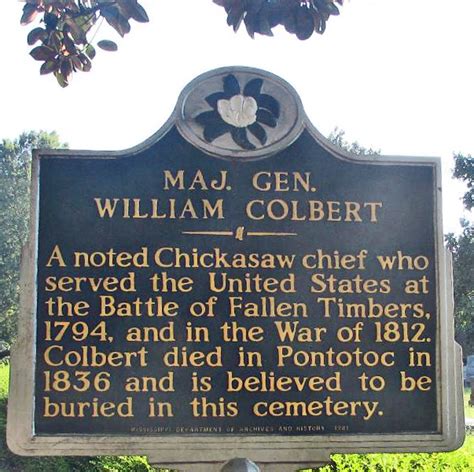 MAJ. GEN.
WILLIAM COLBERT
A noted Chickasaw chief who
served the United States at
the Battle of Fallen Timbers,
1794, and in the War of 1812.
Colbert died in Pontotoc in
1836 and is believed to be
buried in this cemetery.
MISSISSIPPI DEPARTMENT OF ARCHIVES AND HISTORY